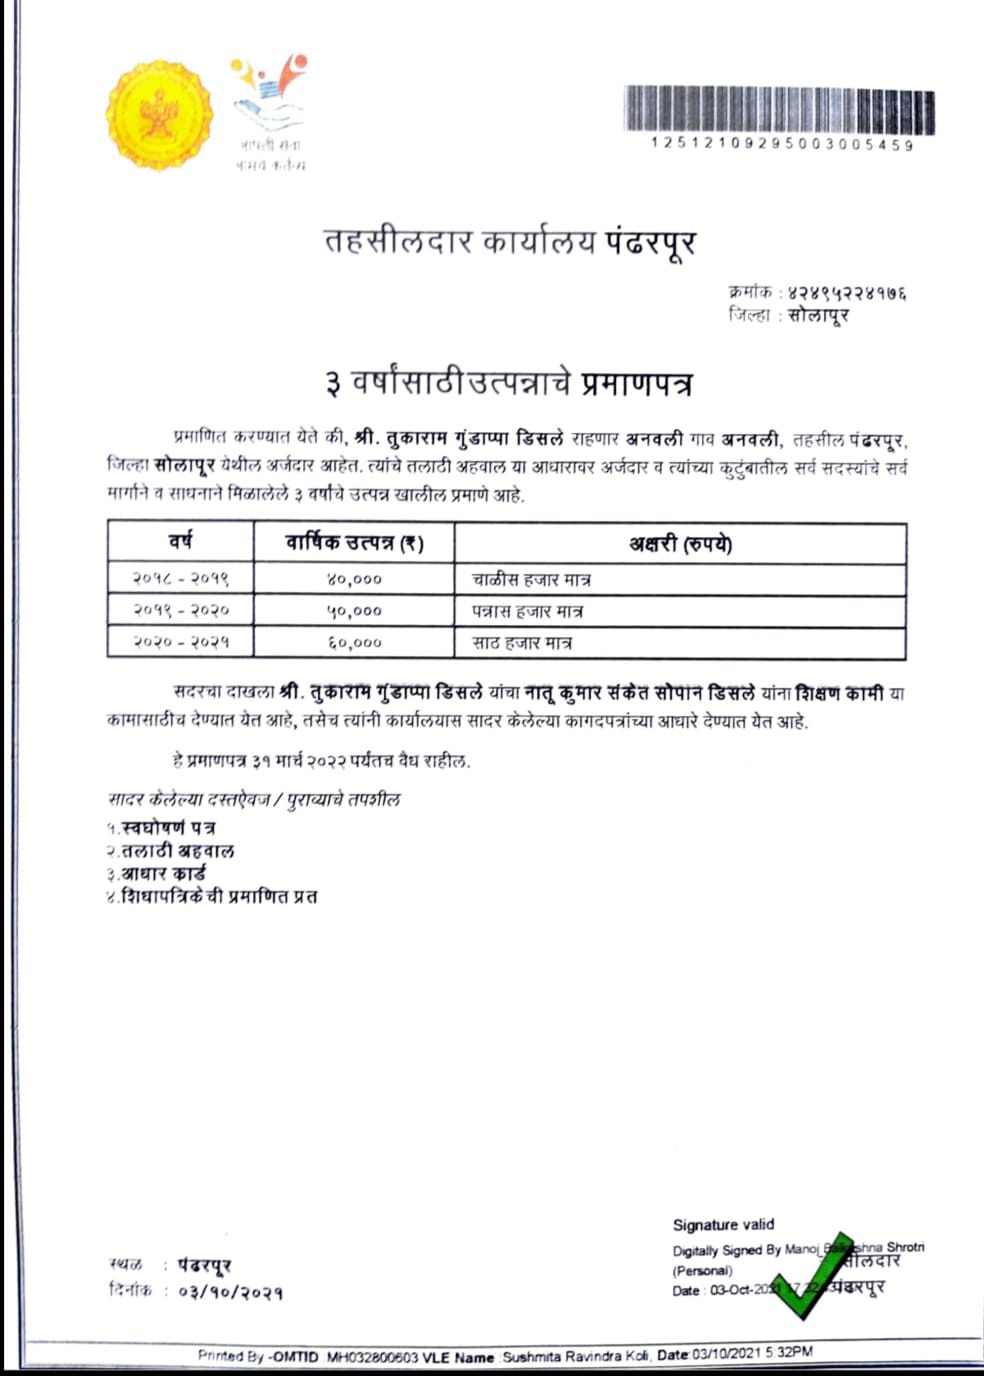 आपली सेवा
आमचे कर्तव्य
12512109295003005459
तहसीलदार कार्यालय पंढरपूर
क्रमांक : ४२४९५२२४१७६
जिल्हा : सोलापूर
३ वर्षांसाठी उत्पन्नाचे प्रमाणपत्र
प्रमाणित करण्यात येते की, श्री. तुकाराम गुंडाप्पा डिसले राहणार अनवली गाव अनवली, तहसील पंढरपूर,
जिल्हा सोलापूर येथील अर्जदार आहेत. त्यांचे तलाठी अहवाल या आधारावर अर्जदार व त्यांच्या कुटुंबातील सर्व सदस्यांचे सर्व
मार्गाने व साधनाने मिळालेले ३ वर्षांचे उत्पन्न खालील प्रमाणे आहे.
वर्ष वार्षिक उत्पन्न (₹) अक्षरी (रुपये)
२०१८ - २०१९ ४०,००० चाळीस हजार मात्र
२०१९ - २०२० ५०,००० पन्नास हजार मात्र
२०२० - २०२१ ६०,००० साठ हजार मात्र
सदरचा दाखला श्री. तुकाराम गुंडाप्पा डिसले यांचा नातू कुमार संकेत सोपान डिसले यांना शिक्षण कामी या
कामासाठीच देण्यात येत आहे, तसेच त्यांनी कार्यालयास सादर केलेल्या कागदपत्रांच्या आधारे देण्यात येत आहे.
हे प्रमाणपत्र ३१ मार्च २०२२ पर्यंतच वैध राहील.
सादर केलेल्या दस्तऐवज / पुराव्याचे तपशील
१.स्वघोषणं पत्र
२.तलाठी अहवाल
३.आधार कार्ड
४.शिधापत्रिकेची प्रमाणित प्रत
Signature valid
Digitally Signed By Manoj Balkrishna Shrotri
(Personal)
Date : 03-Oct-2021
पंढरपूर
स्थळ : पंढरपूर
दिनांक : ०३/१०/२०२१
Printed By -OMTID :MH032800603 VLE Name :Sushmita Ravindra Koli, Date:03/10/2021 5:32PM